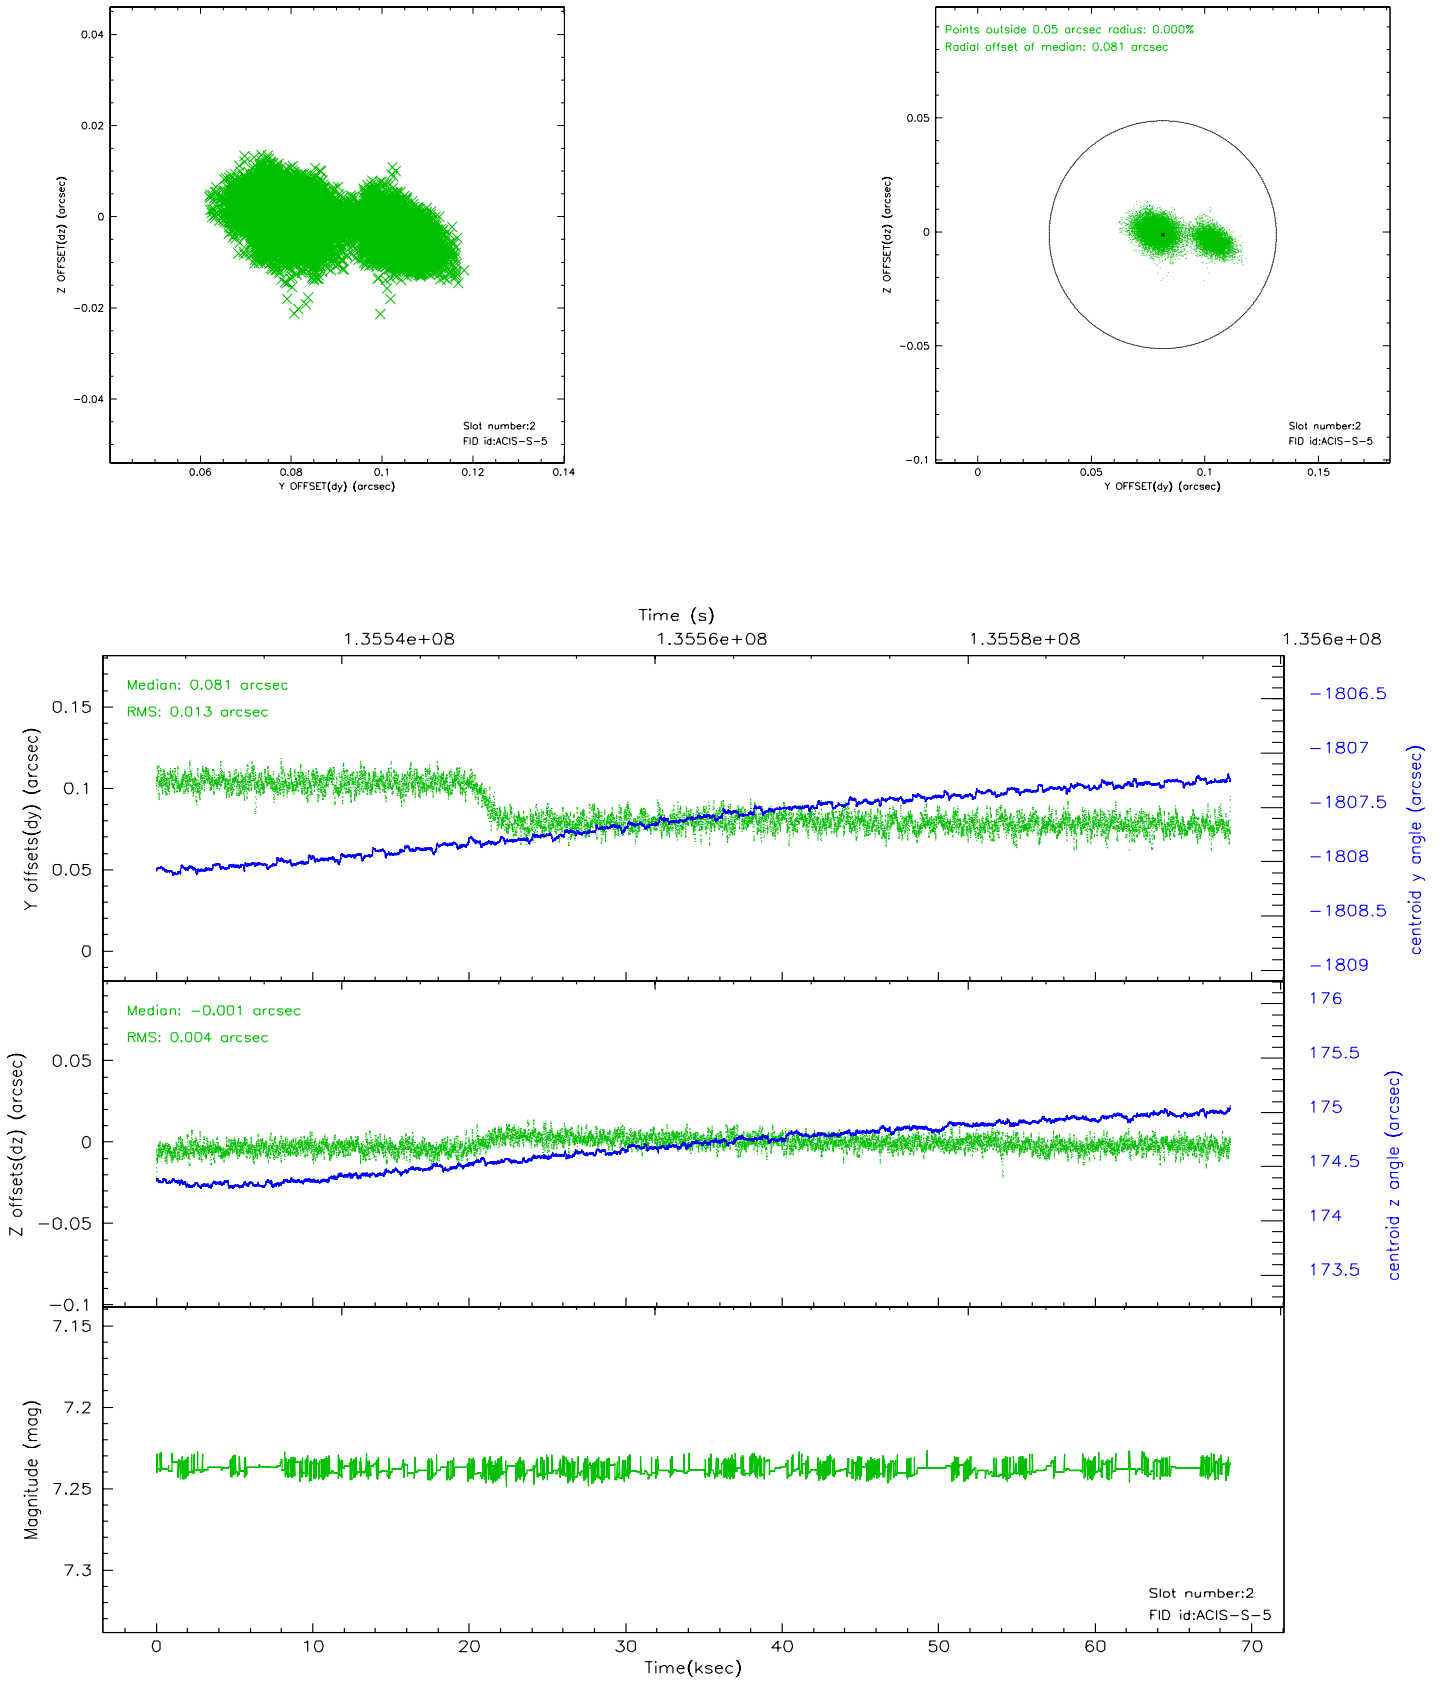 0.04
0.02
0
−0.02
−0.04
Z OFFSET(dz) (arcsec)
0.06 0.08 0.1 0.12 0.14
Y OFFSET(dy) (arcsec)
Slot number:2
FID id:ACIS−S−5
Points outside 0.05 arcsec radius: 0.000%
Radial offset of median: 0.081 arcsec
0.05
0
−0.05
−0.1
Z OFFSET(dz) (arcsec)
0 0.05 0.1 0.15
Y OFFSET(dy) (arcsec)
Slot number:2
FID id:ACIS−S−5
Time (s)
1.3554e+08 1.3556e+08 1.3558e+08 1.356e+08
Median: 0.081 arcsec
RMS: 0.013 arcsec
0.15
0.1
0.05
0
Y offsets(dy) (arcsec)
−1806.5
−1807
−1807.5
−1808
−1808.5
−1809
centroid y angle (arcsec)
Median: −0.001 arcsec
RMS: 0.004 arcsec
0.05
0
−0.05
−0.1
Z offsets(dz) (arcsec)
176
175.5
175
174.5
174
173.5
centroid z angle (arcsec)
7.15
7.2
7.25
7.3
Magnitude (mag)
Slot number:2
FID id:ACIS−S−5
0 10 20 30 40 50 60 70
Time(ksec)